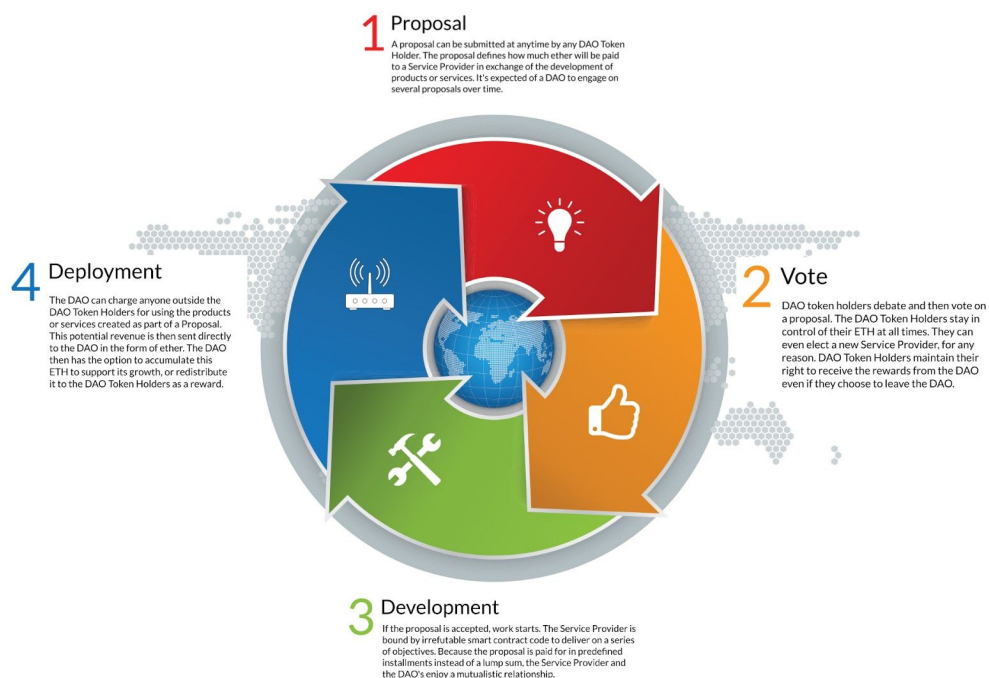 1 Proposal
A proposal can be submitted at anytime by any DAO Token
Holder. The proposal defines how much ether will be paid
to a Service Provider in exchange of the development of
products or services. It's expected of a DAO to engage on
several proposals over time.
2 Vote
DAO token holders debate and then vote on
a proposal. The DAO Token Holders stay in
control of their ETH at all times. They can
even elect a new Service Provider, for any
reason. DAO Token Holders maintain their
right to receive the rewards from the DAO
even if they choose to leave the DAO.
3 Development
If the proposal is accepted, work starts. The Service Provider is
bound by irrefutable smart contract code to deliver on a series
of objectives. Because the proposal is paid for in predefined
installments instead of a lump sum, the Service Provider and
the DAO's enjoy a mutualistic relationship.
4 Deployment
The DAO can charge anyone outside the
DAO Token Holders for using the products
or services created as part of a Proposal.
This potential revenue is then sent directly
to the DAO in the form of ether. The DAO
then has the option to accumulate this
ETH to support its growth, or redistribute
it to the DAO Token Holders as a reward.